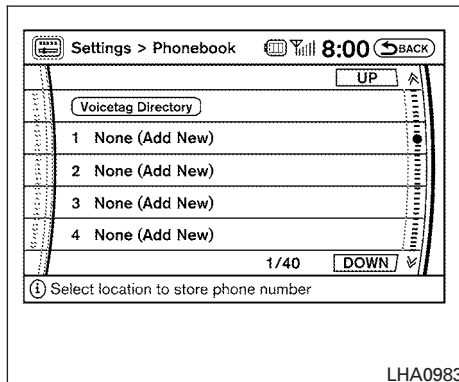 Settings > Phonebook 8:00 BACK
UP
Voicetag Directory
1 None (Add New)
2 None (Add New)
3 None (Add New)
4 None (Add New)
1/40 DOWN
i Select location to store phone number
LHA0983